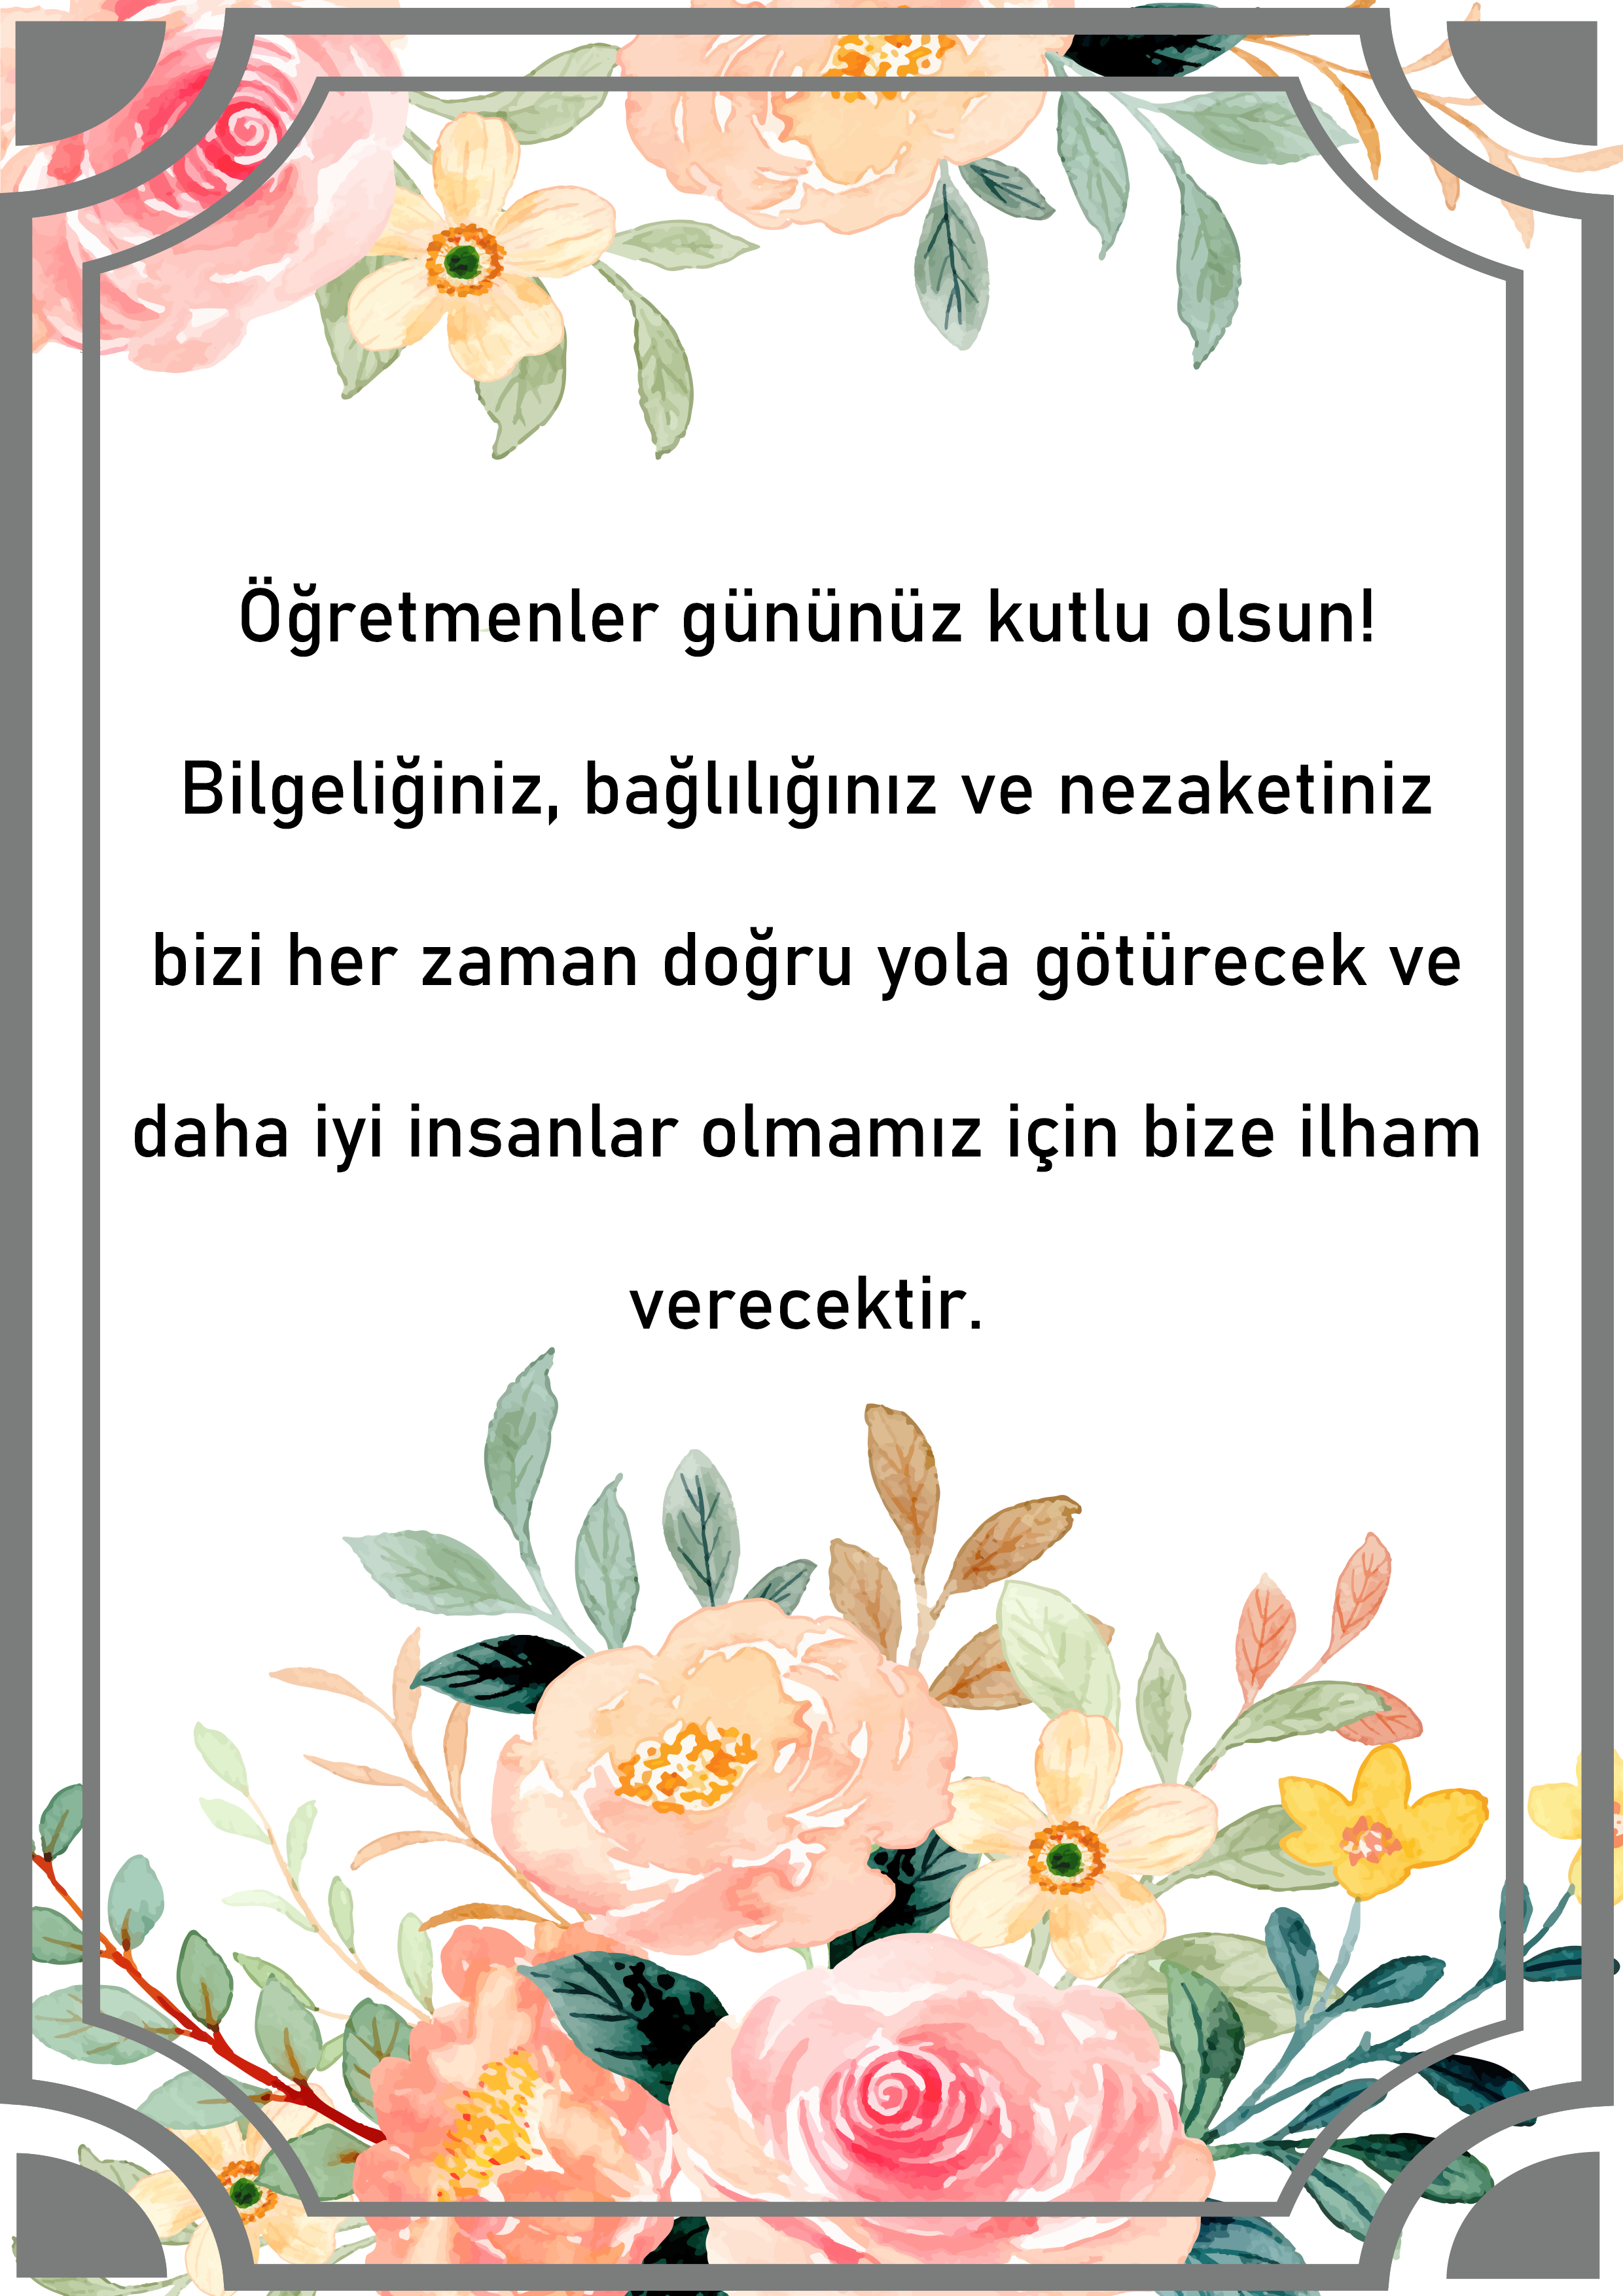 Öğretmenler gününüz kutlu olsun!
Bilgeliğiniz, bağlılığınız ve nezaketiniz
bizi her zaman doğru yola götürecek ve
daha iyi insanlar olmamız için bize ilham
verecektir.